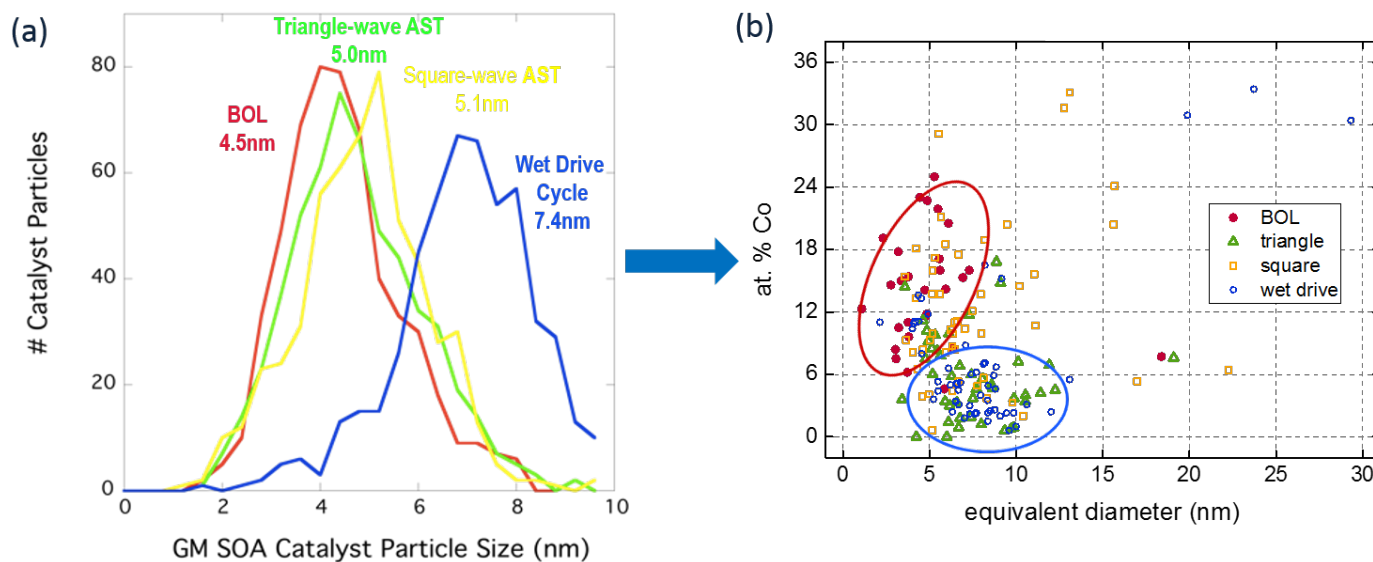 (a)
Triangle-wave AST
5.0nm
Square-wave AST
5.1nm
BOL
4.5nm
Wet Drive
Cycle
7.4nm
# Catalyst Particles
80
60
40
20
0
0 2 4 6 8 10
GM SOA Catalyst Particle Size (nm)
(b)
at. % Co
36
30
24
18
12
6
0
BOL
triangle
square
wet drive
0 5 10 15 20 25 30
equivalent diameter (nm)